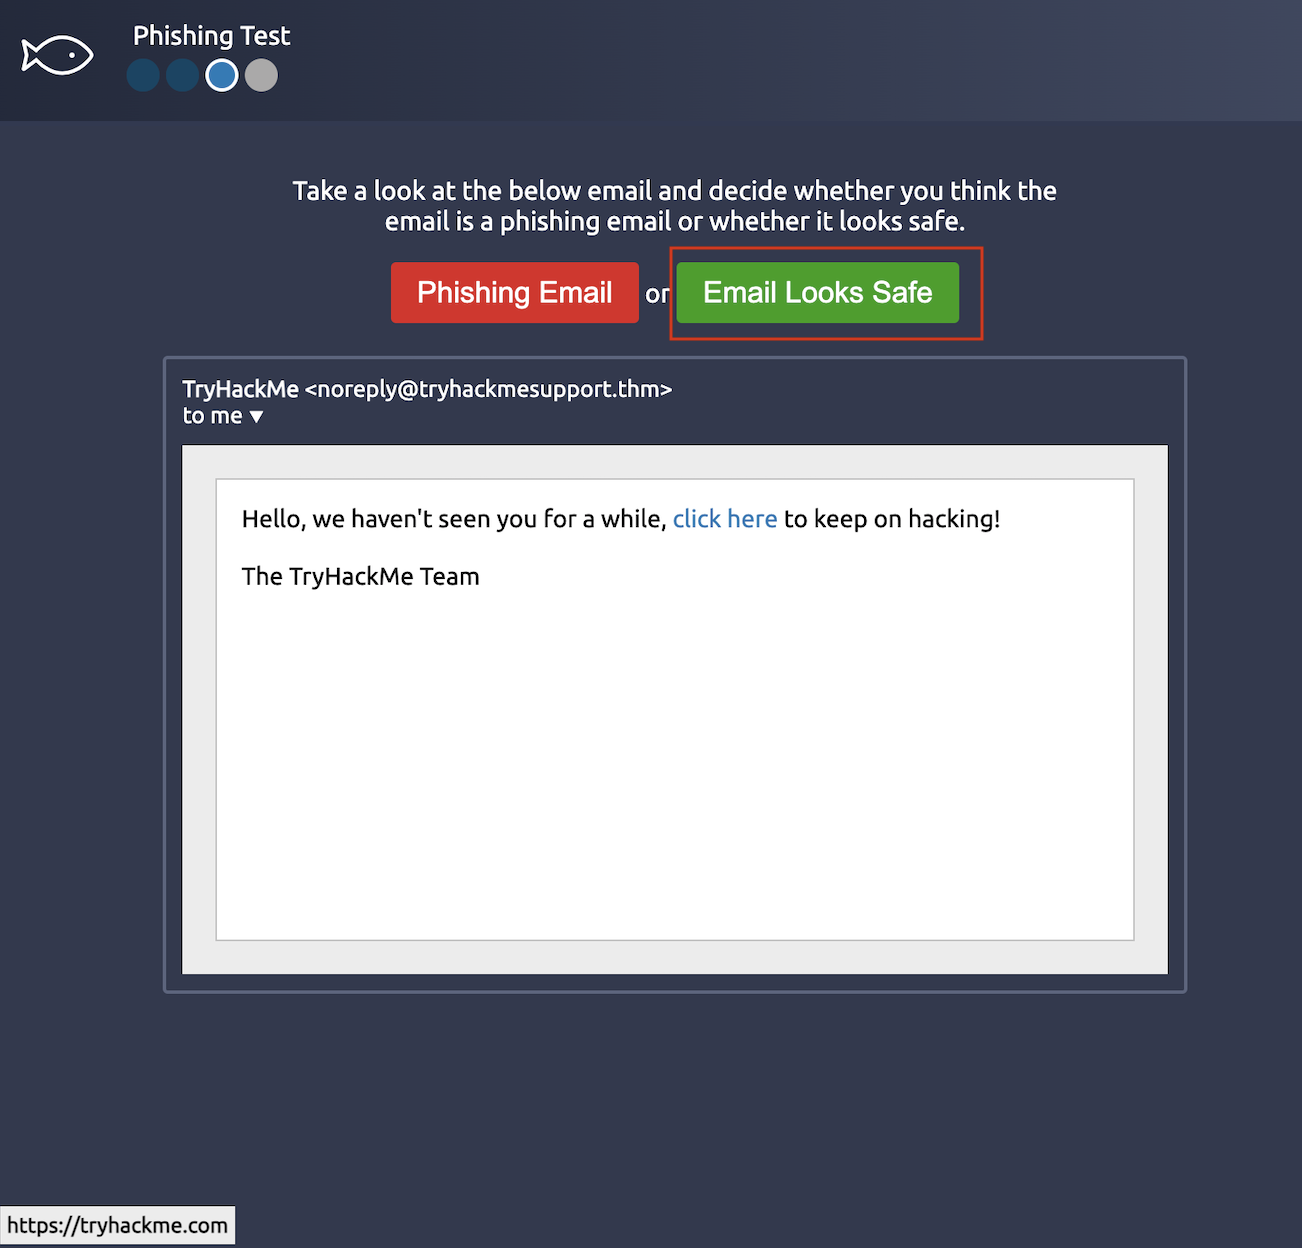 Phishing Test
Take a look at the below email and decide whether you think the
email is a phishing email or whether it looks safe.
Phishing Email or Email Looks Safe
TryHackMe <noreply@tryhackmesupport.thm>
to me ▼
Hello, we haven't seen you for a while, click here to keep on hacking!
The TryHackMe Team
https://tryhackme.com